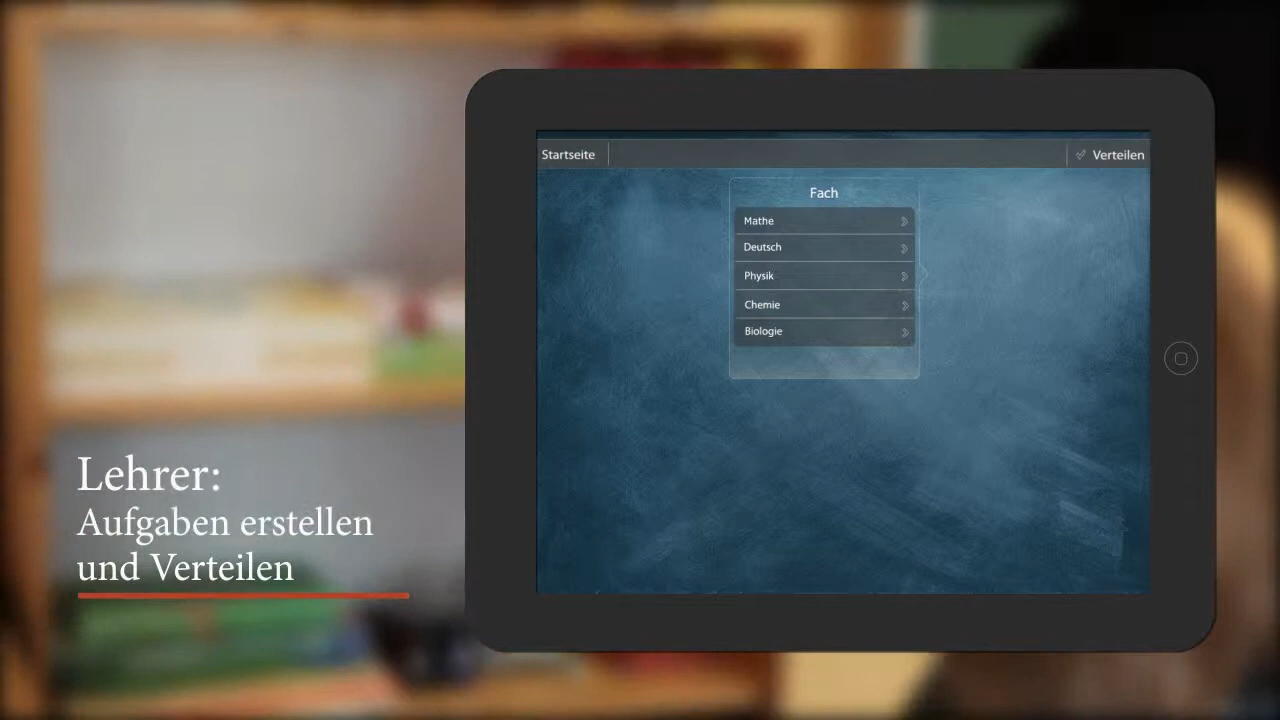 Startseite
Verteilen
Fach
Mathe
Deutsch
Physik
Chemie
Biologie
Lehrer:
Aufgaben erstellen
und Verteilen